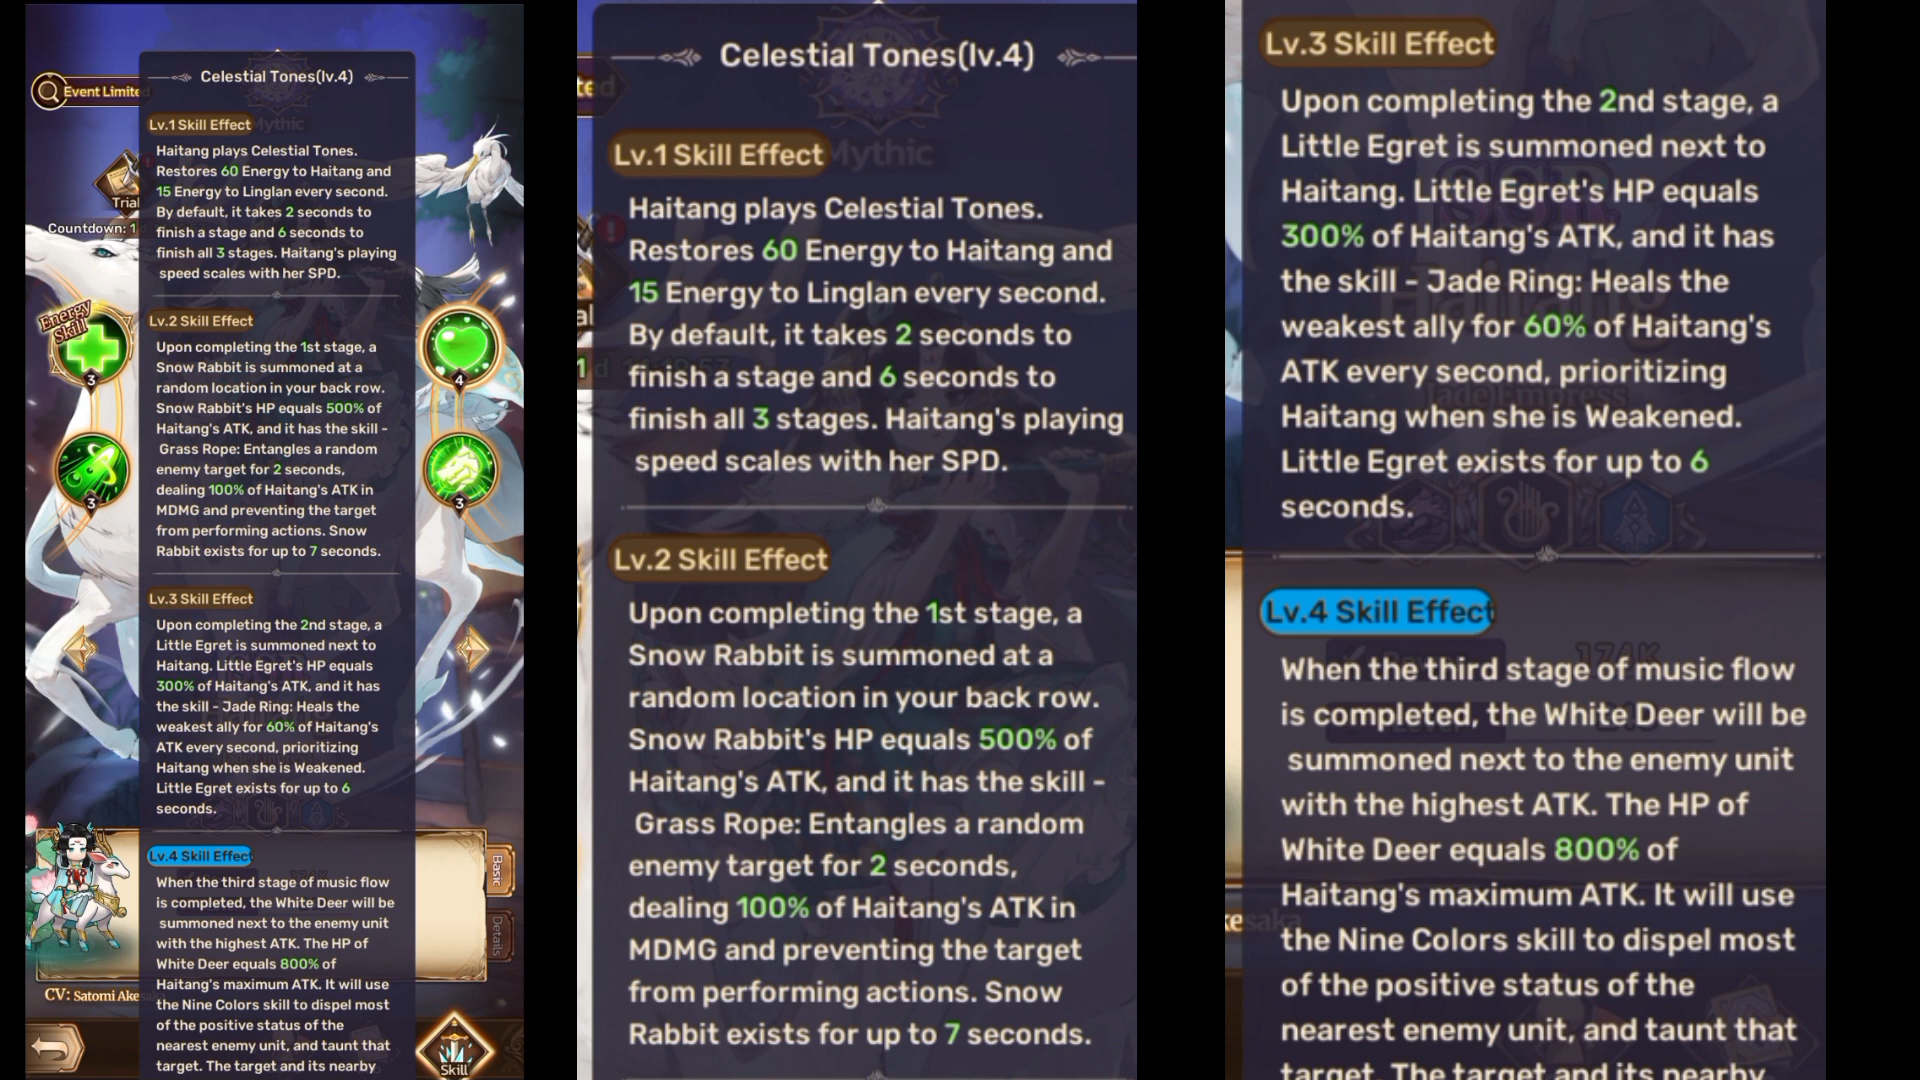 Celestial Tones(lv.4)
Event Limite
Lv.1 Skill Effect
Mythic
Haitang plays Celestial Tones.
Restores 60 Energy to Haitang and
15 Energy to Linglan every second.
By default, it takes 2 seconds to
finish a stage and 6 seconds to
finish all 3 stages. Haitang's playing
speed scales with her SPD.
Trial
Countdown: 1
Energy
Skill
3
3
4
3
Lv.2 Skill Effect
Upon completing the 1st stage, a
Snow Rabbit is summoned at a
random location in your back row.
Snow Rabbit's HP equals 500% of
Haitang's ATK, and it has the skill -
Grass Rope: Entangles a random
enemy target for 2 seconds,
dealing 100% of Haitang's ATK in
MDMG and preventing the target
from performing actions. Snow
Rabbit exists for up to 7 seconds.
Lv.3 Skill Effect
Upon completing the 2nd stage, a
Little Egret is summoned next to
Haitang. Little Egret's HP equals
300% of Haitang's ATK, and it has
the skill - Jade Ring: Heals the
weakest ally for 60% of Haitang's
ATK every second, prioritizing
Haitang when she is Weakened.
Little Egret exists for up to 6
seconds.
Lv.4 Skill Effect
When the third stage of music flow
is completed, the White Deer will be
summoned next to the enemy unit
with the highest ATK. The HP of
White Deer equals 800% of
Haitang's maximum ATK. It will use
the Nine Colors skill to dispel most
of the positive status of the
nearest enemy unit, and taunt that
target. The target and its nearby
Basic
Details
CV: Satomi Ake
Skill
Celestial Tones(lv.4)
ted
Lv.1 Skill Effect
Mythic
Haitang plays Celestial Tones.
Restores 60 Energy to Haitang and
15 Energy to Linglan every second.
By default, it takes 2 seconds to
finish a stage and 6 seconds to
finish all 3 stages. Haitang's playing
speed scales with her SPD.
al
1d
Lv.2 Skill Effect
Upon completing the 1st stage, a
Snow Rabbit is summoned at a
random location in your back row.
Snow Rabbit's HP equals 500% of
Haitang's ATK, and it has the skill -
Grass Rope: Entangles a random
enemy target for 2 seconds,
dealing 100% of Haitang's ATK in
MDMG and preventing the target
from performing actions. Snow
Rabbit exists for up to 7 seconds.
Lv.3 Skill Effect
Upon completing the 2nd stage, a
Little Egret is summoned next to
Haitang. Little Egret's HP equals
300% of Haitang's ATK, and it has
the skill - Jade Ring: Heals the
weakest ally for 60% of Haitang's
ATK every second, prioritizing
Haitang when she is Weakened.
Little Egret exists for up to 6
seconds.
Lv.4 Skill Effect
When the third stage of music flow
is completed, the White Deer will be
summoned next to the enemy unit
with the highest ATK. The HP of
White Deer equals 800% of
Haitang's maximum ATK. It will use
the Nine Colors skill to dispel most
of the positive status of the
nearest enemy unit, and taunt that
target. The target and its nearby
kesaka